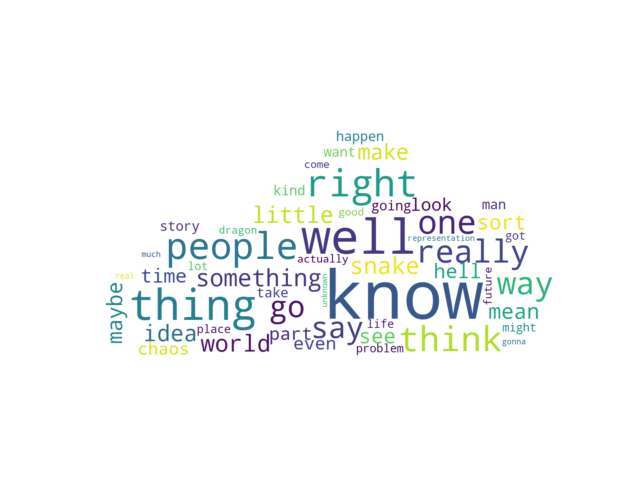 happen
want make
come
kind right
little good going look man
story dragon people well one sort
representation got
much actually really
real time lot something snake hell
maybe thing take go unknown know future way
idea place part say life see think mean
chaos world even problem might
gonna